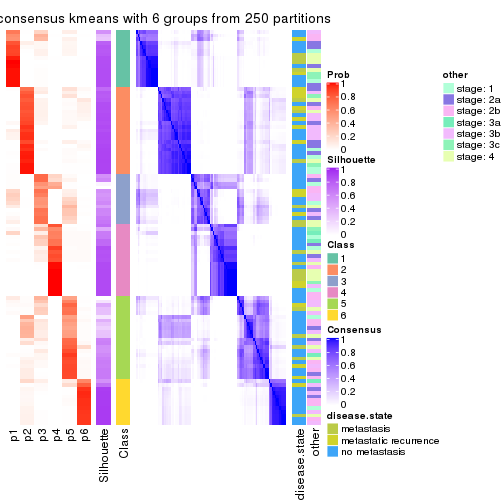 consensus kmeans with 6 groups from 250 partitions
Prob
1
0.8
0.6
0.4
0.2
0
Silhouette
1
0.8
0.6
0.4
0.2
0
Class
1
2
3
4
5
6
Consensus
1
0.8
0.6
0.4
0.2
0
disease.state
metastasis
metastatic recurrence
no metastasis
other
stage: 1
stage: 2a
stage: 2b
stage: 3a
stage: 3b
stage: 3c
stage: 4
p1
p2
p3
p4
p5
p6
Silhouette
Class
disease.state
other